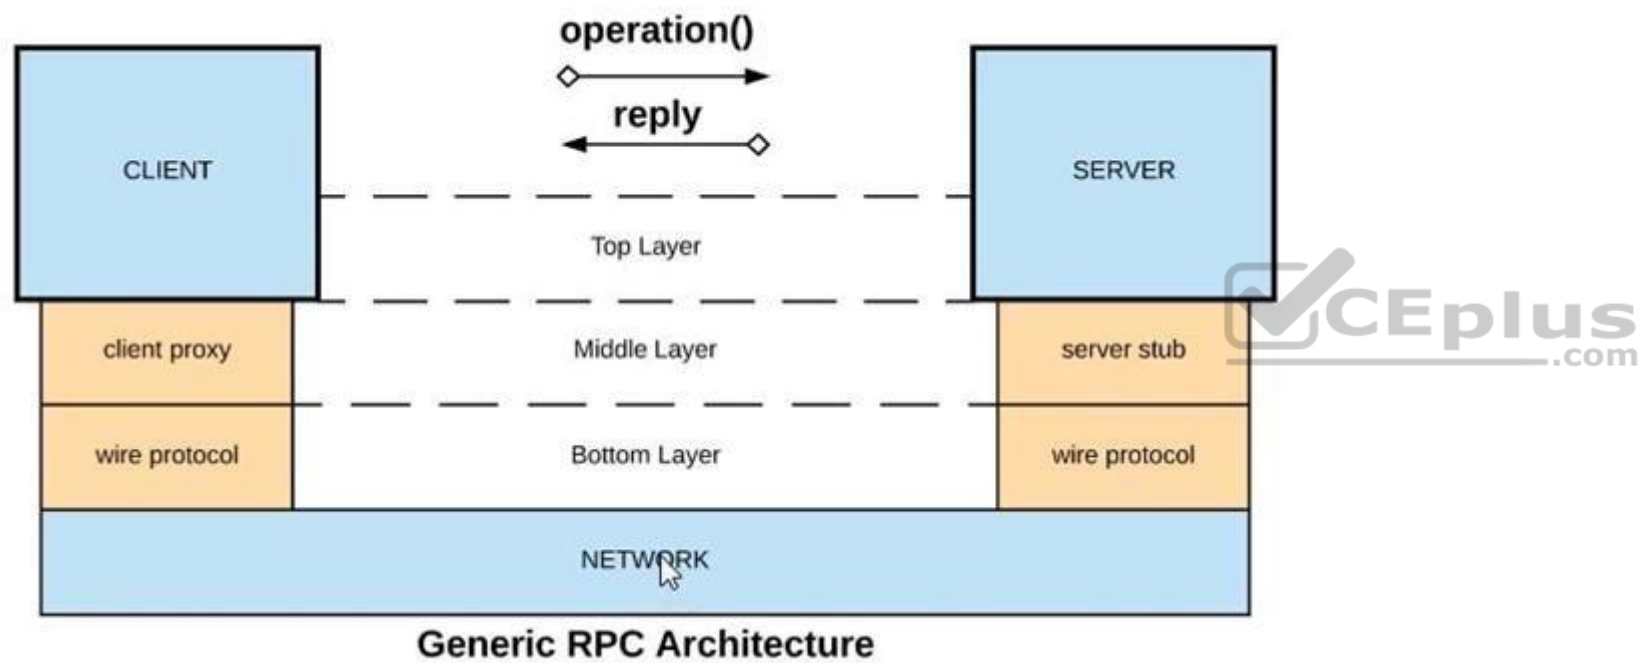 operation()
reply
CLIENT
SERVER
Top Layer
client proxy
Middle Layer
server stub
CEplus
.com
wire protocol
Bottom Layer
wire protocol
NETWORK
Generic RPC Architecture